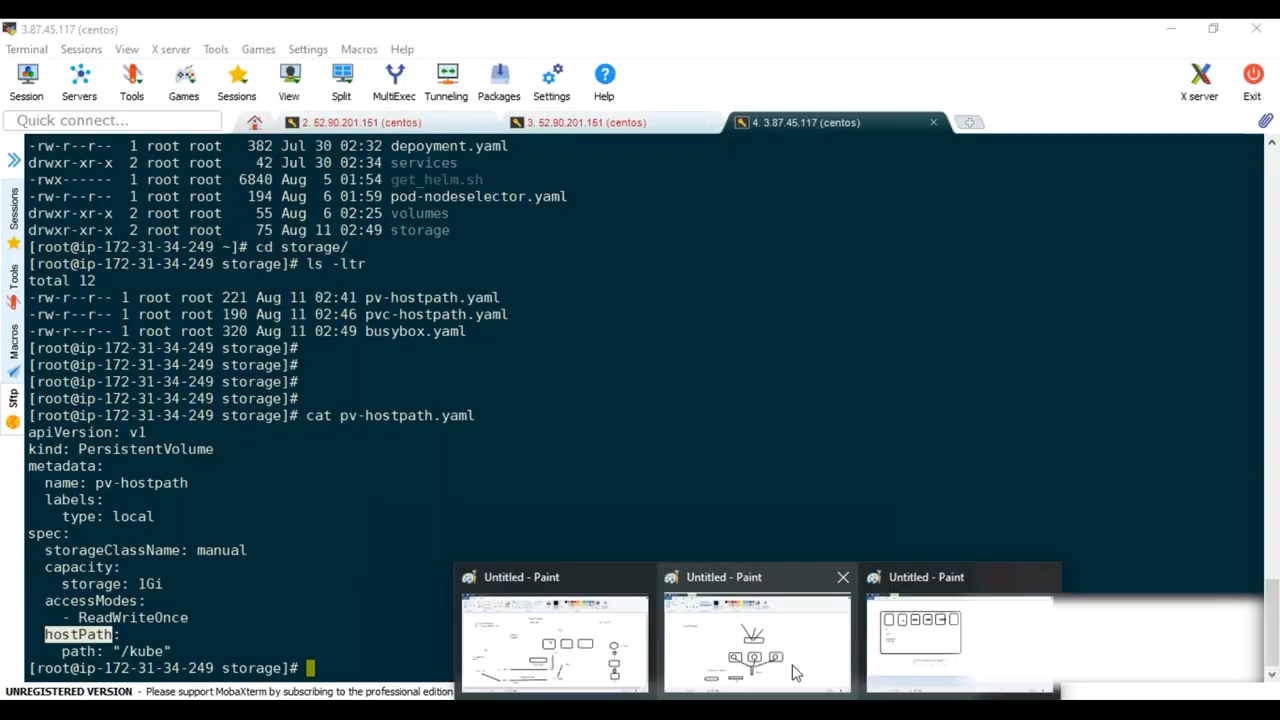 3.87.45.117 (centos)
Terminal Sessions View X server Tools Games Settings Macros Help
Session Servers Tools Games Sessions View Split MultiExec Tunneling Packages Settings Help X server Exit
Quick connect... 2. 52.90.201.151 (centos) 3. 52.90.201.151 (centos) 4. 3.87.45.117 (centos)
Sessions
Tools
Macros
Sftp
-rw-r--r-- 1 root root 382 Jul 30 02:32 depoyment.yaml
drwxr-xr-x 2 root root 42 Jul 30 02:34 services
-rwx------ 1 root root 6840 Aug 5 01:54 get_helm.sh
-rw-r--r-- 1 root root 194 Aug 6 01:59 pod-nodeselector.yaml
drwxr-xr-x 2 root root 55 Aug 6 02:25 volumes
drwxr-xr-x 2 root root 75 Aug 11 02:49 storage
[root@ip-172-31-34-249 ~]# cd storage/
[root@ip-172-31-34-249 storage]# ls -ltr
total 12
-rw-r--r-- 1 root root 221 Aug 11 02:41 pv-hostpath.yaml
-rw-r--r-- 1 root root 190 Aug 11 02:46 pvc-hostpath.yaml
-rw-r--r-- 1 root root 320 Aug 11 02:49 busybox.yaml
[root@ip-172-31-34-249 storage]#
[root@ip-172-31-34-249 storage]#
[root@ip-172-31-34-249 storage]#
[root@ip-172-31-34-249 storage]#
[root@ip-172-31-34-249 storage]# cat pv-hostpath.yaml
apiVersion: v1
kind: PersistentVolume
metadata:
  name: pv-hostpath
  labels:
    type: local
spec:
  storageClassName: manual
  capacity:
    storage: 1Gi
  accessModes:
    - ReadWriteOnce
  hostPath:
    path: "/kube"
[root@ip-172-31-34-249 storage]#
Untitled - Paint Untitled - Paint Untitled - Paint
UNREGISTERED VERSION - Please support MobaXterm by subscribing to the professional edition